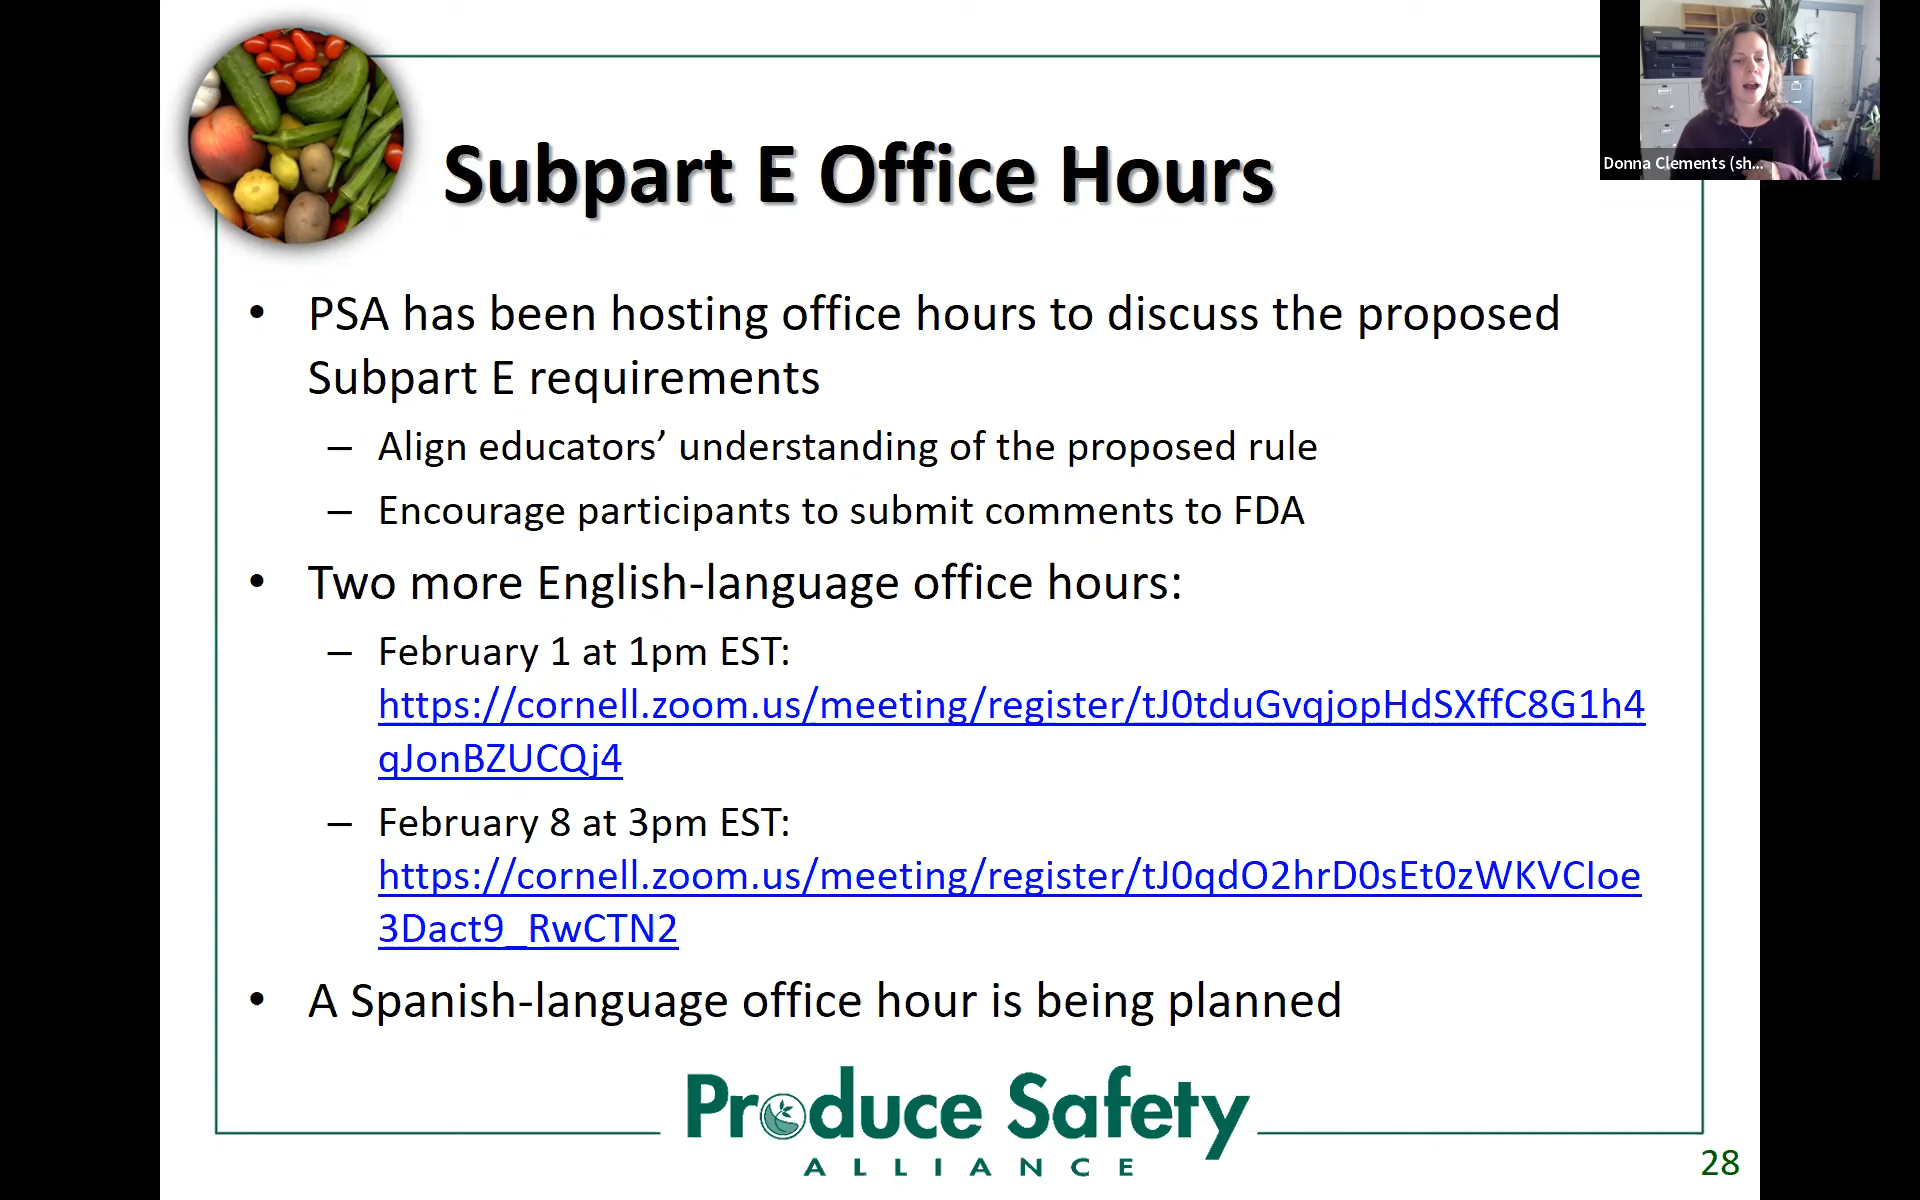 Subpart E Office Hours
Donna Clements (sh...
• PSA has been hosting office hours to discuss the proposed
Subpart E requirements
– Align educators’ understanding of the proposed rule
– Encourage participants to submit comments to FDA
• Two more English-language office hours:
– February 1 at 1pm EST:
https://cornell.zoom.us/meeting/register/tJ0tduGvqjopHdSXffC8G1h4
qJonBZUCQj4
– February 8 at 3pm EST:
https://cornell.zoom.us/meeting/register/tJ0qdO2hrD0sEt0zWKVCIoe
3Dact9_RwCTN2
• A Spanish-language office hour is being planned
Produce Safety
ALLIANCE
28